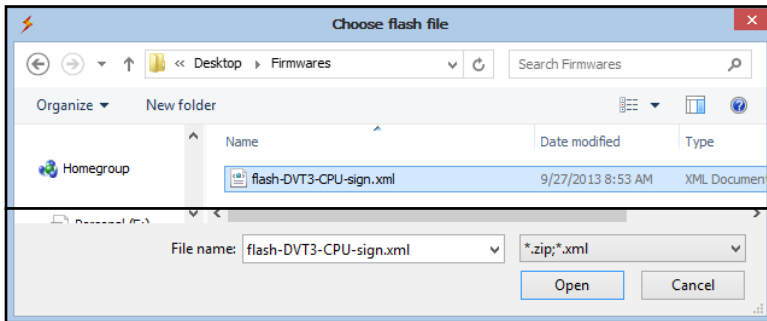 Choose flash file
« Desktop Firmwares
Search Firmwares
Organize New folder
Name Date modified Type
Homegroup
flash-DVT3-CPU-sign.xml 9/27/2013 8:53 AM XML Documen
File name: flash-DVT3-CPU-sign.xml *.zip;*.xml
Open Cancel